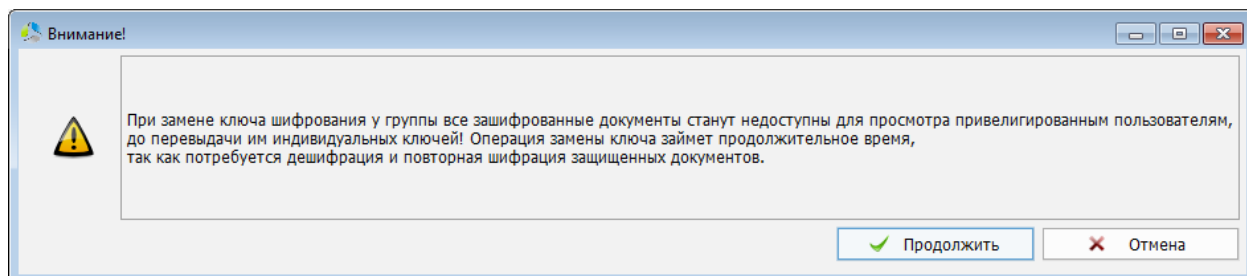 Внимание!
При замене ключа шифрования у группы все зашифрованные документы станут недоступны для просмотра привелигированным пользователям,
до перевыдачи им индивидуальных ключей! Операция замены ключа займет продолжительное время,
так как потребуется дешифрация и повторная шифрация защищенных документов.
Продолжить
Отмена